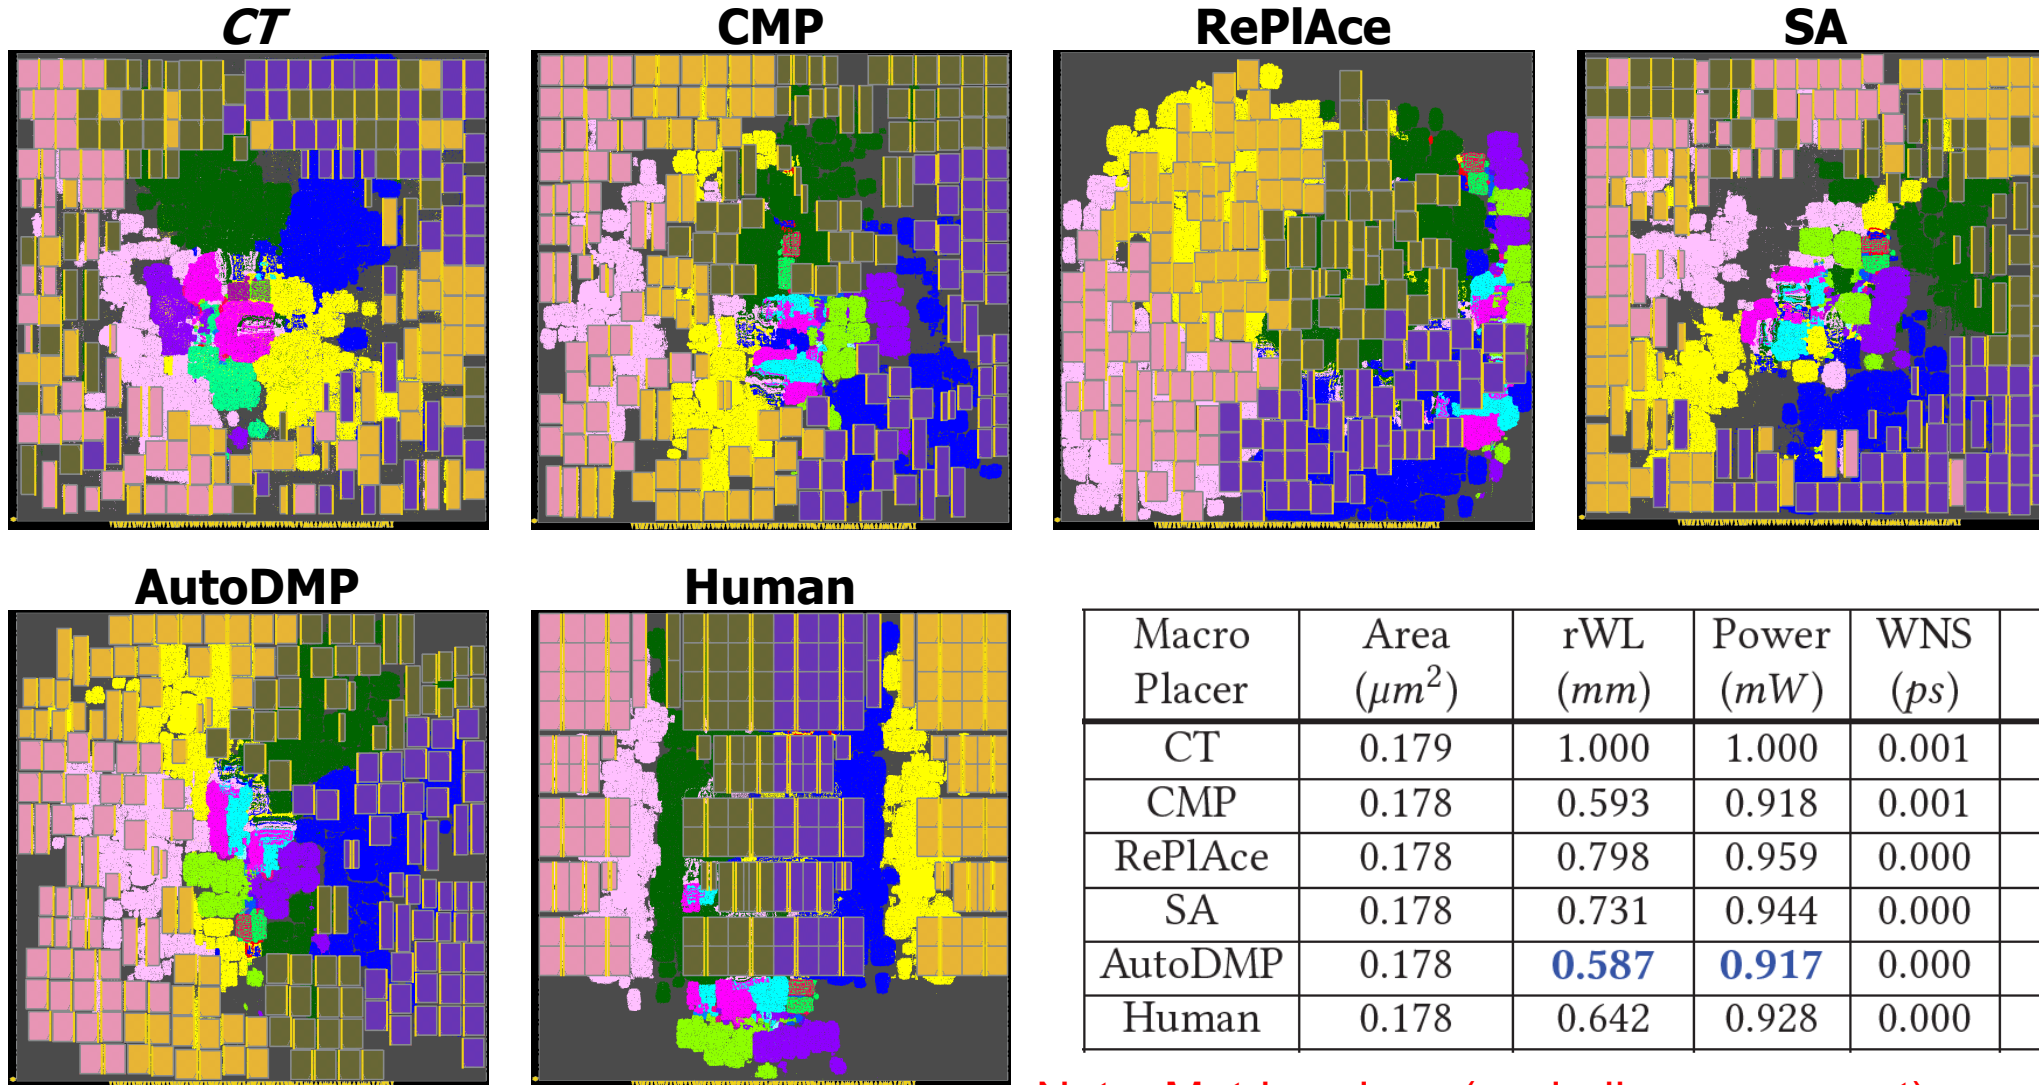 CT CMP RePlAce SA
AutoDMP Human
Macro Placer Area (μm²) rWL (mm) Power (mW) WNS (ps)
CT 0.179 1.000 1.000 0.001
CMP 0.178 0.593 0.918 0.001
RePlAce 0.178 0.798 0.959 0.000
SA 0.178 0.731 0.944 0.000
AutoDMP 0.178 0.587 0.917 0.000
Human 0.178 0.642 0.928 0.000